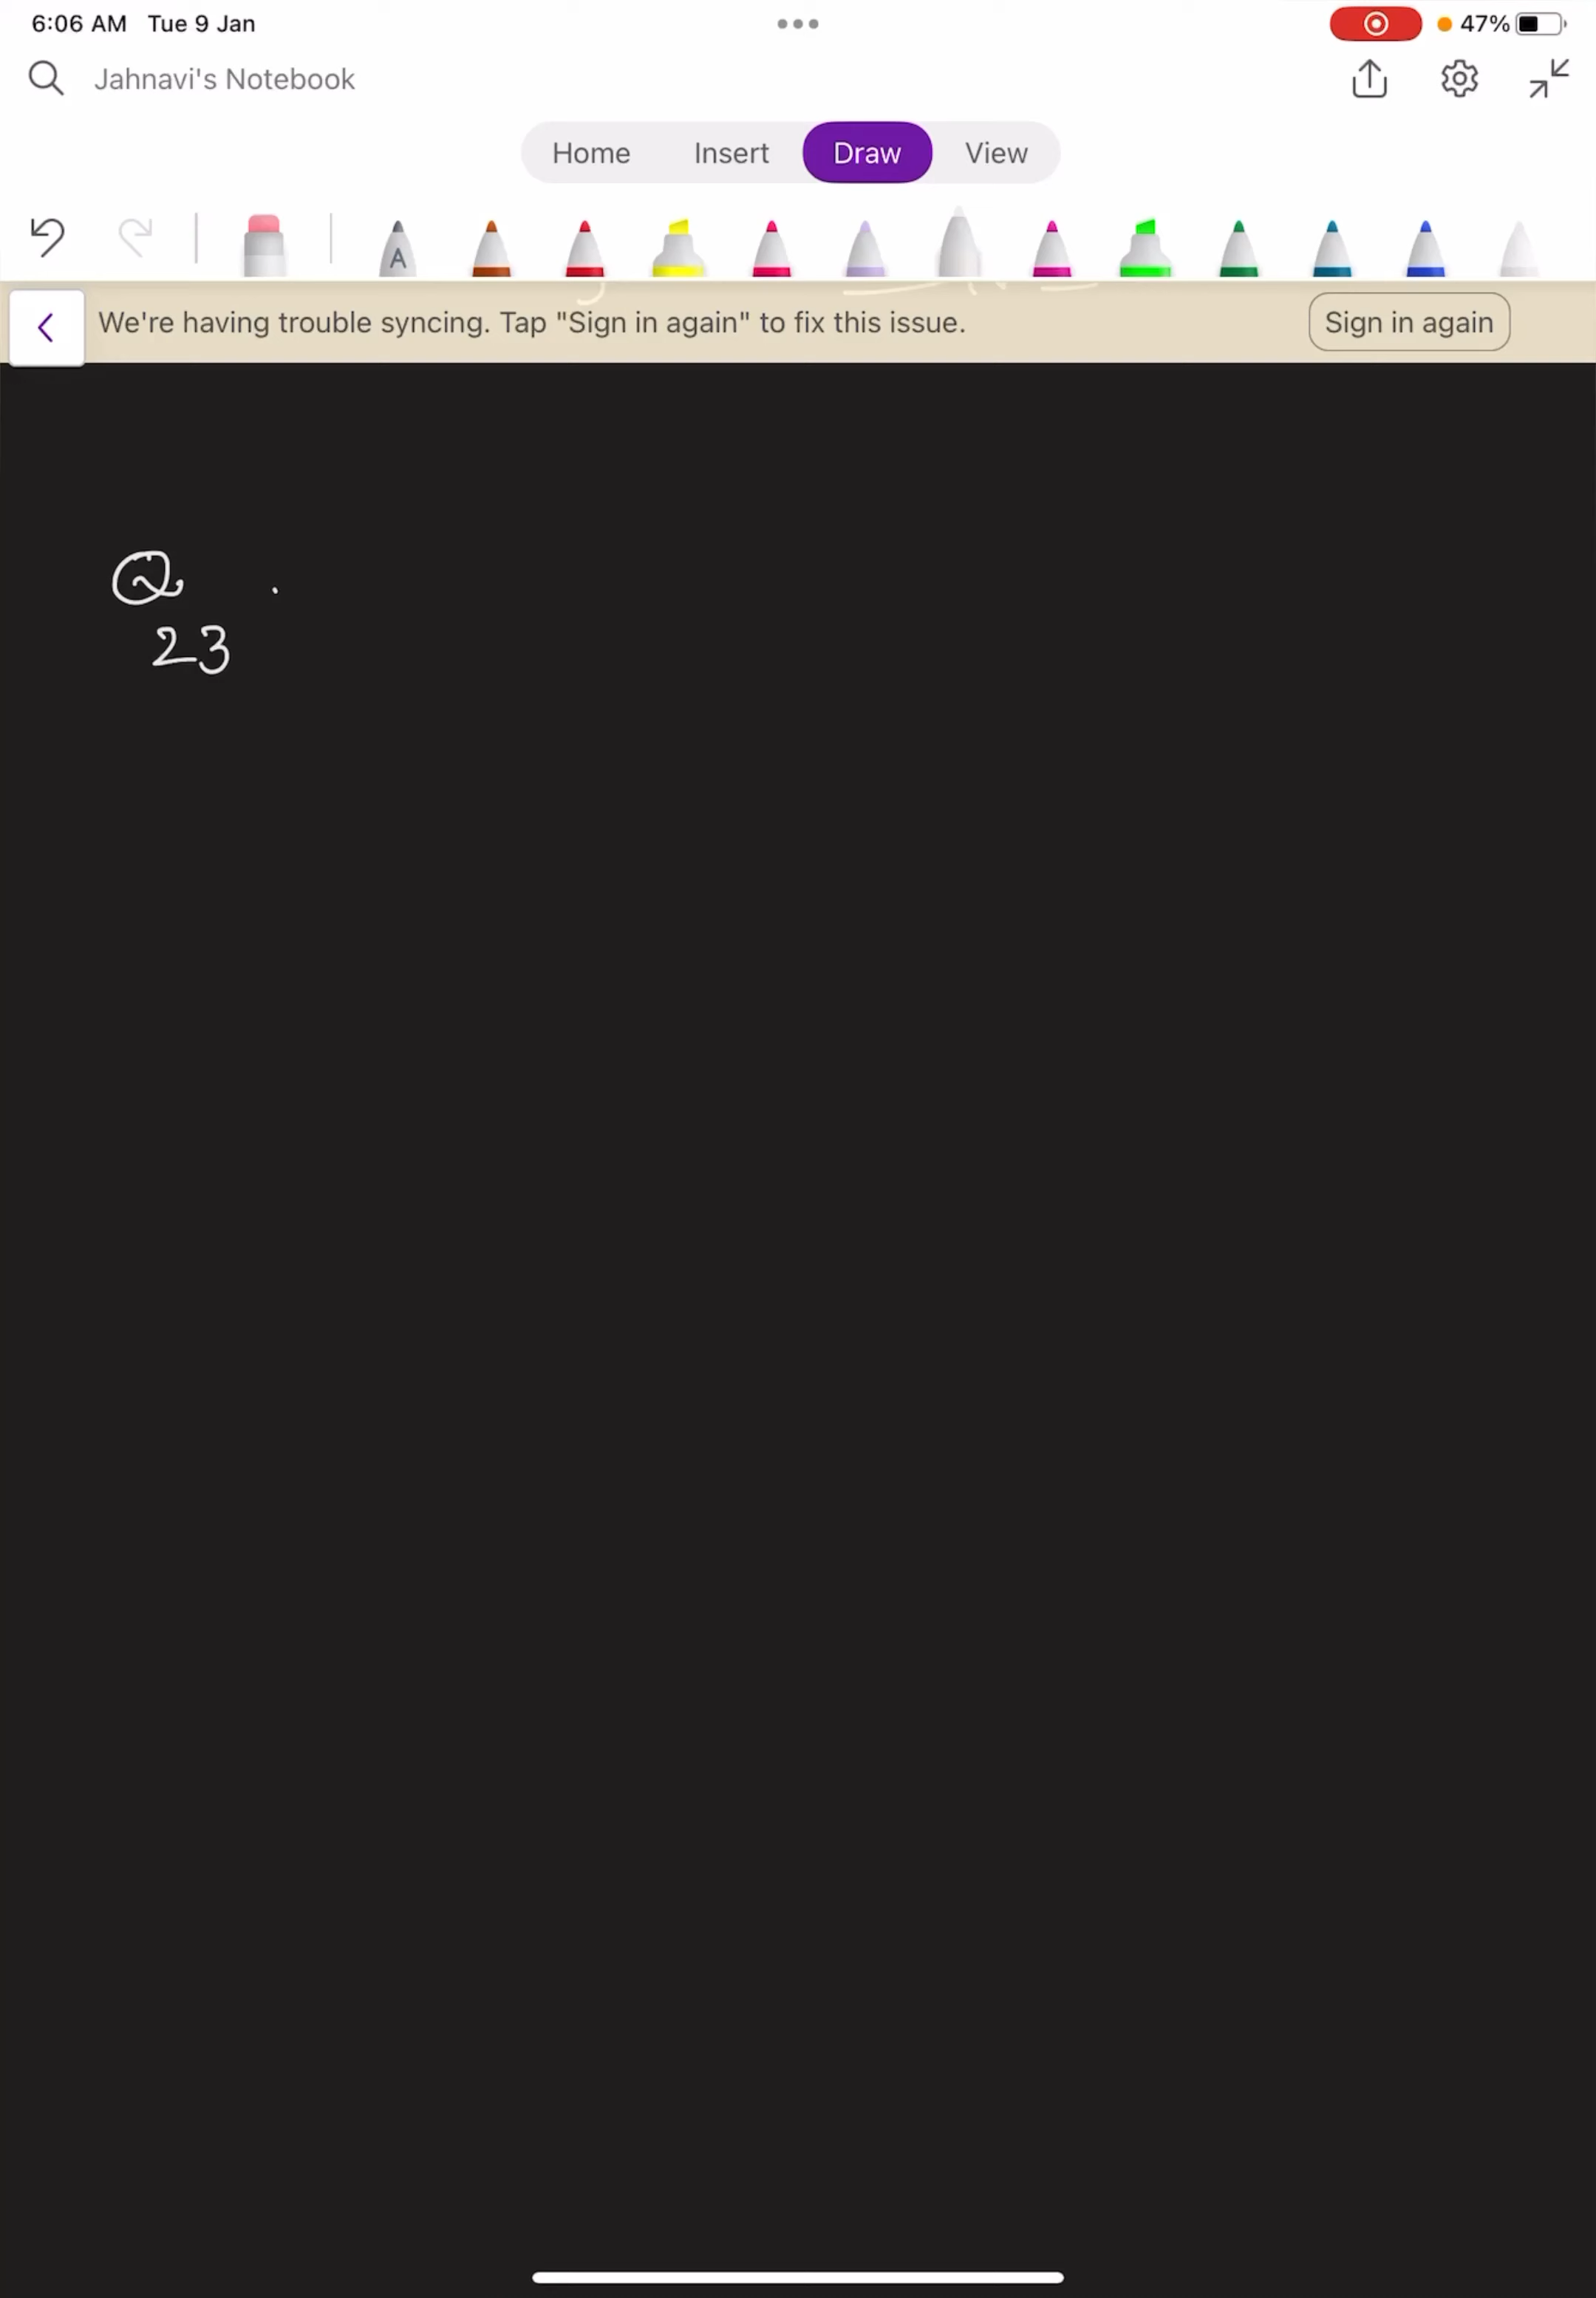 6:06 AM Tue 9 Jan 47%
Jahnavi's Notebook
Home Insert Draw View
A
We're having trouble syncing. Tap "Sign in again" to fix this issue. Sign in again
Q .
23